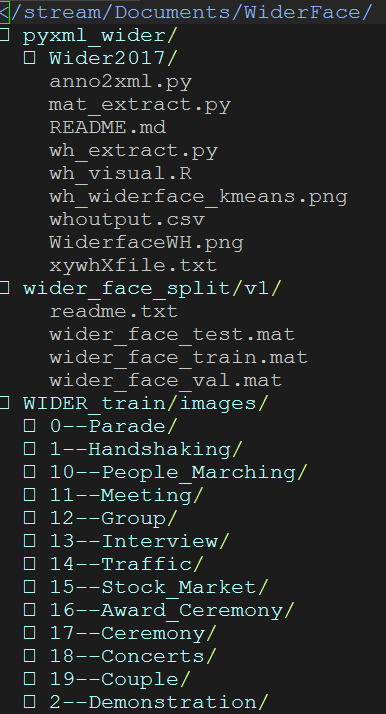 </stream/Documents/WiderFace/
pyxml_wider/
Wider2017/
anno2xml.py
mat_extract.py
README.md
wh_extract.py
wh_visual.R
wh_widerface_kmeans.png
whoutput.csv
WiderfaceWH.png
xywhXfile.txt
wider_face_split/v1/
readme.txt
wider_face_test.mat
wider_face_train.mat
wider_face_val.mat
WIDER_train/images/
0--Parade/
1--Handshaking/
10--People_Marching/
11--Meeting/
12--Group/
13--Interview/
14--Traffic/
15--Stock_Market/
16--Award_Ceremony/
17--Ceremony/
18--Concerts/
19--Couple/
2--Demonstration/